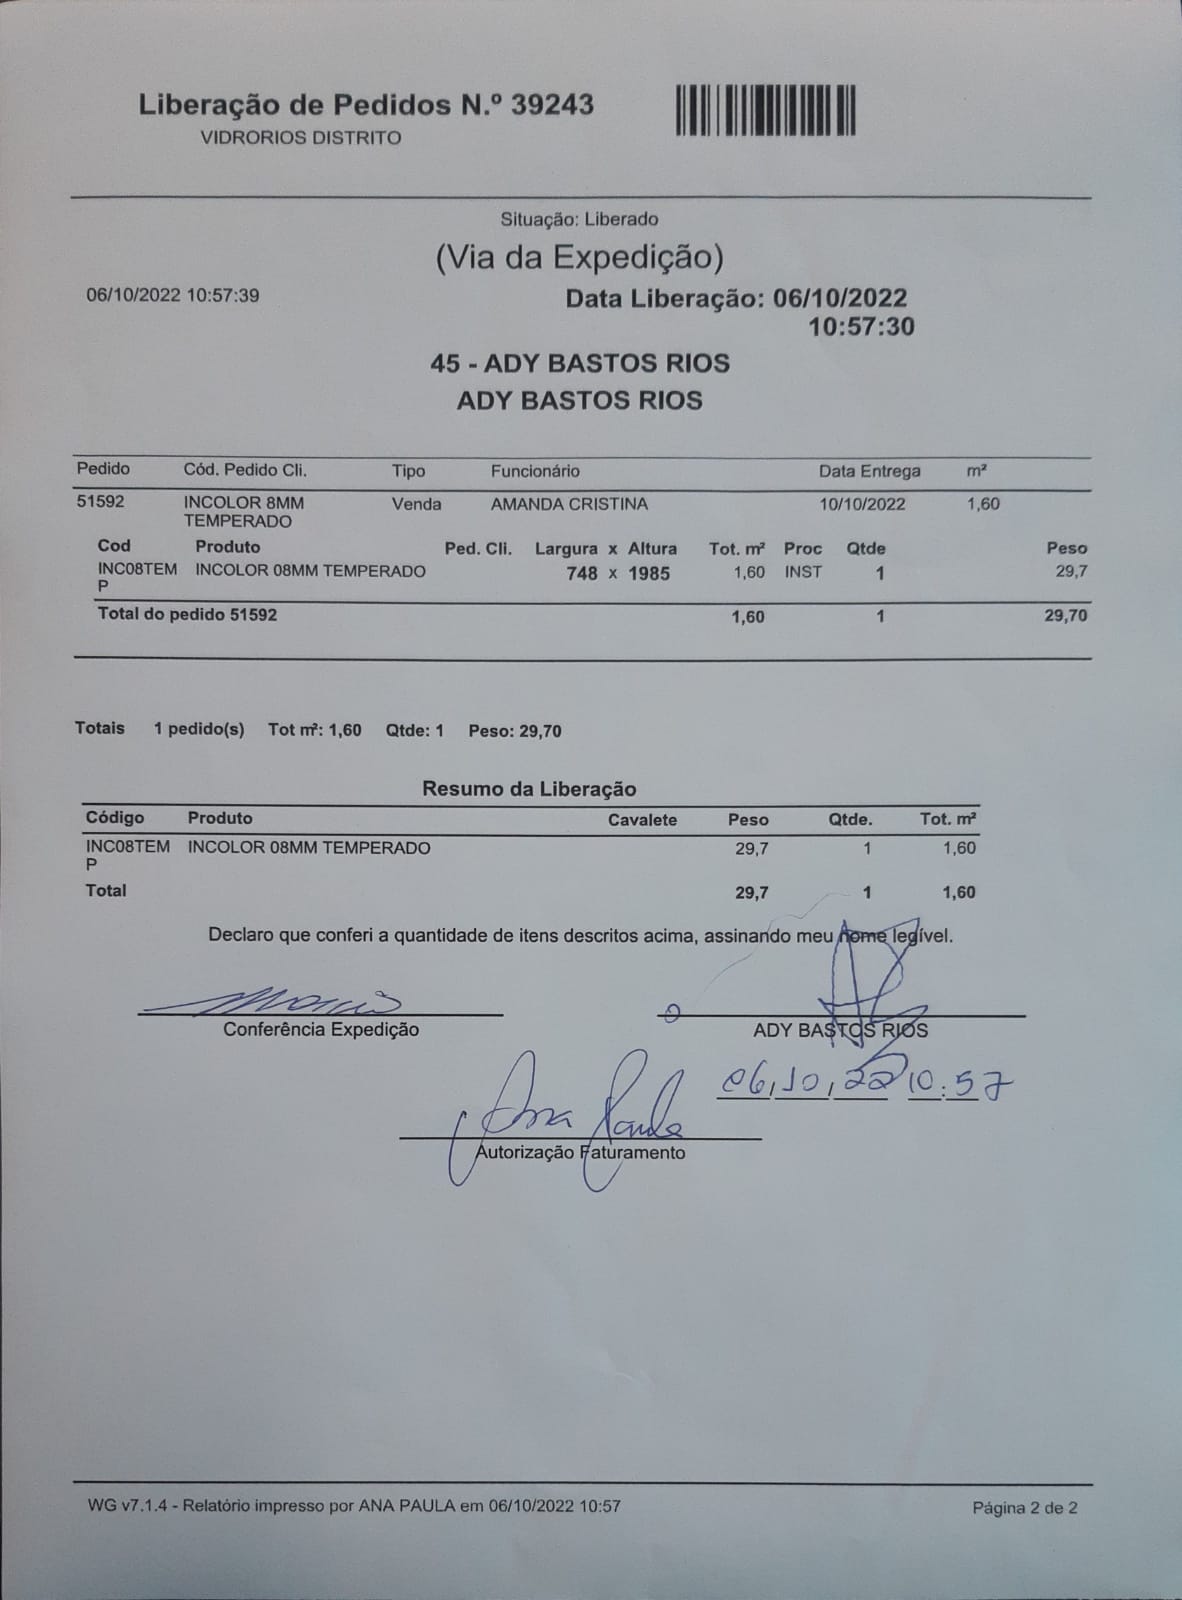 Liberação de Pedidos N.º 39243
VIDRORIOS DISTRITO
Situação: Liberado
(Via da Expedição)
06/10/2022 10:57:39
Data Liberação: 06/10/2022
10:57:30
45 - ADY BASTOS RIOS
ADY BASTOS RIOS
Pedido Cód. Pedido Cli. Tipo Funcionário Data Entrega m²
51592 INCOLOR 8MM Venda AMANDA CRISTINA 10/10/2022 1,60
TEMPERADO
Cod Produto Ped. Cli. Largura x Altura Tot. m² Proc Qtde Peso
INC08TEM INCOLOR 08MM TEMPERADO 748 x 1985 1,60 INST 1 29,7
P
Total do pedido 51592 1,60 1 29,70
Totais 1 pedido(s) Tot m²: 1,60 Qtde: 1 Peso: 29,70
Resumo da Liberação
Código Produto Cavalete Peso Qtde. Tot. m²
INC08TEM INCOLOR 08MM TEMPERADO 29,7 1 1,60
P
Total 29,7 1 1,60
Declaro que conferi a quantidade de itens descritos acima, assinando meu nome legível.
Conferência Expedição
ADY BASTOS RIOS
06,10,22 10:57
Ana Paula
Autorização Faturamento
WG v7.1.4 - Relatório impresso por ANA PAULA em 06/10/2022 10:57
Página 2 de 2